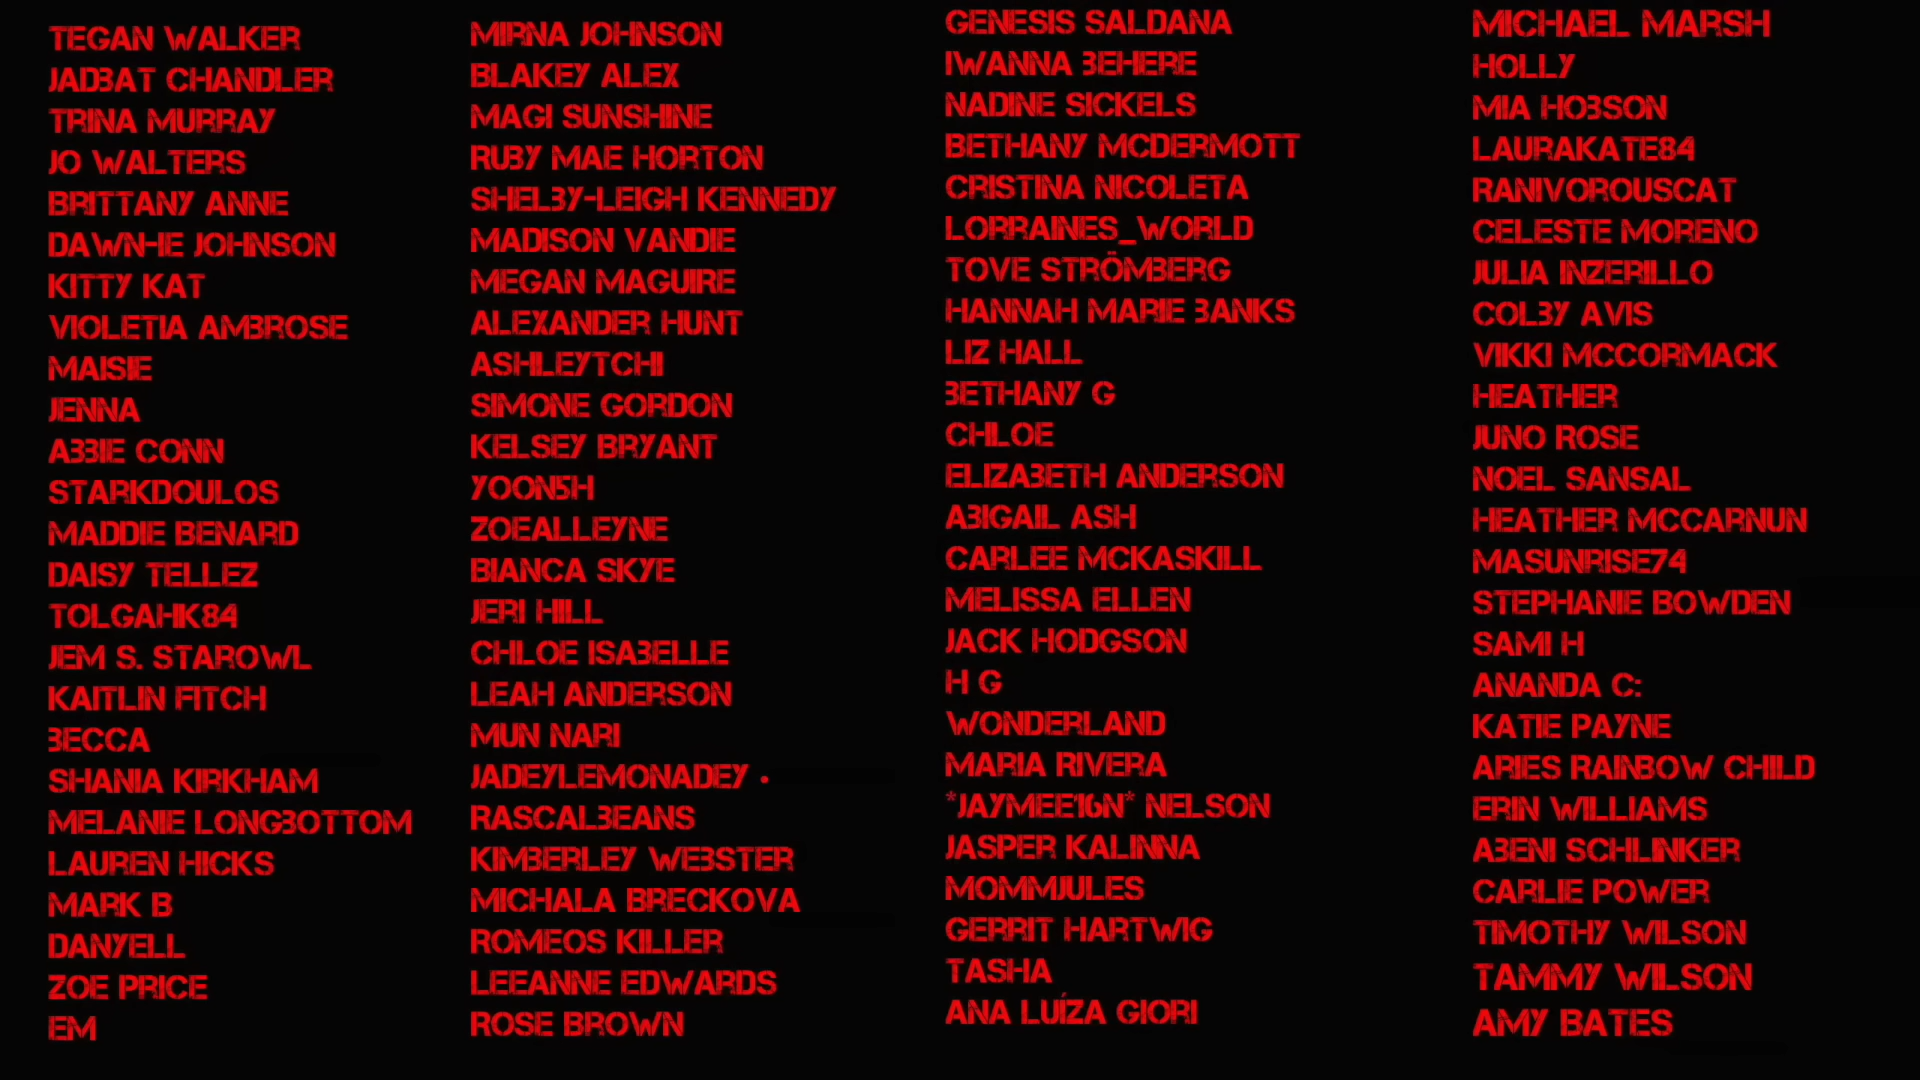 TEGAN WALKER
JADBAT CHANDLER
TRINA MURRAY
JO WALTERS
BRITTANY ANNE
DAWN-IE JOHNSON
KITTY KAT
VIOLETIA AMBROSE
MAISIE
JENNA
ABBIE CONN
STARKDOULOS
MADDIE BENARD
DAISY TELLEZ
TOLGAHK84
JEM S. STAROWL
KAITLIN FITCH
BECCA
SHANIA KIRKHAM
MELANIE LONGBOTTOM
LAUREN HICKS
MARK B
DANYELL
ZOE PRICE
EM
MIRNA JOHNSON
BLAKEY ALEX
MAGI SUNSHINE
RUBY MAE HORTON
SHELBY-LEIGH KENNEDY
MADISON VANDIE
MEGAN MAGUIRE
ALEXANDER HUNT
ASHLEYTCHI
SIMONE GORDON
KELSEY BRYANT
YOON5H
ZOEALLEYNE
BIANCA SKYE
JERI HILL
CHLOE ISABELLE
LEAH ANDERSON
MUN NARI
JADEYLEMONADEY •
RASCALBEANS
KIMBERLEY WEBSTER
MICHALA BRECKOVA
ROMEOS KILLER
LEEANNE EDWARDS
ROSE BROWN
GENESIS SALDANA
IWANNA BEHERE
NADINE SICKELS
BETHANY MCDERMOTT
CRISTINA NICOLETA
LORRAINES_WORLD
TOVE STRÖMBERG
HANNAH MARIE BANKS
LIZ HALL
BETHANY G
CHLOE
ELIZABETH ANDERSON
ABIGAIL ASH
CARLEE MCKASKILL
MELISSA ELLEN
JACK HODGSON
H G
WONDERLAND
MARIA RIVERA
*JAYMEE'16N* NELSON
JASPER KALINNA
MOMMJULES
GERRIT HARTWIG
TASHA
ANA LUÍZA GIORI
MICHAEL MARSH
HOLLY
MIA HOBSON
LAURAKATE84
RANIVOROUSCAT
CELESTE MORENO
JULIA INZERILLO
COLBY AVIS
VIKKI MCCORMACK
HEATHER
JUNO ROSE
NOEL SANSAL
HEATHER MCCARNUN
MASUNRISE74
STEPHANIE BOWDEN
SAMI H
ANANDA C:
KATIE PAYNE
ARIES RAINBOW CHILD
ERIN WILLIAMS
ABENI SCHLINKER
CARLIE POWER
TIMOTHY WILSON
TAMMY WILSON
AMY BATES